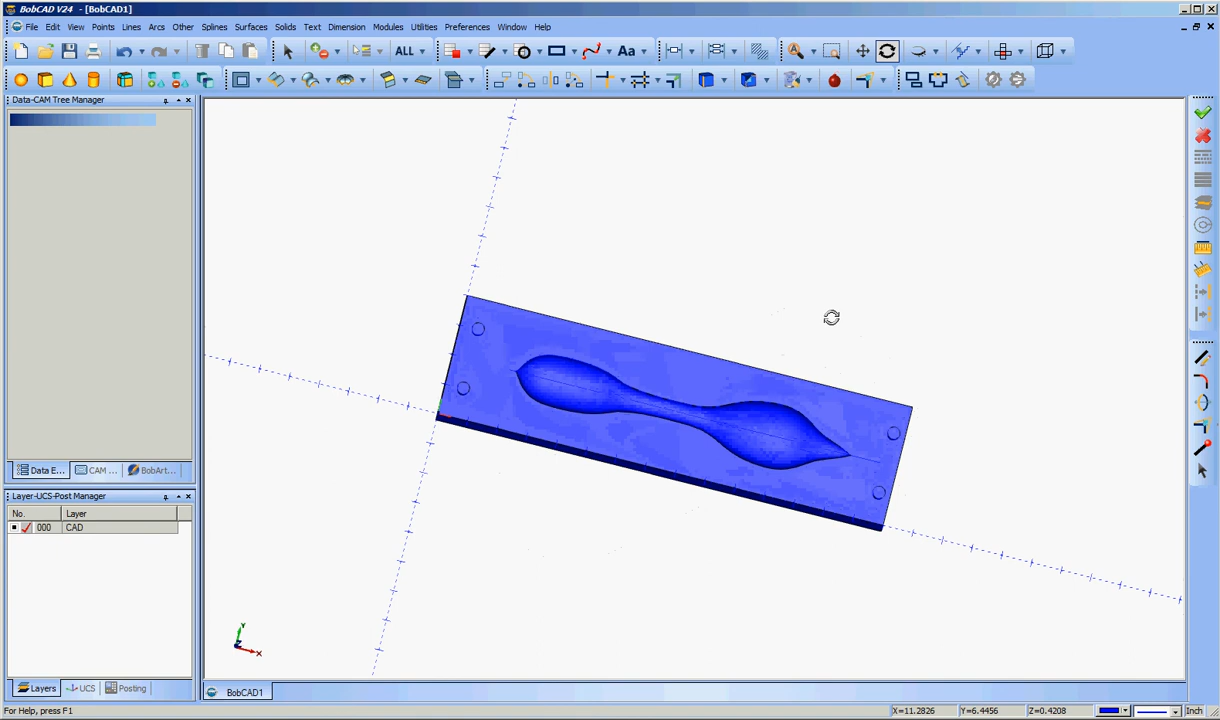 BobCAD V24 - [BobCAD1]
File Edit View Points Lines Arcs Other Splines Surfaces Solids Text Dimension Modules Utilities Preferences Window Help
ALL Aa
Data-CAM Tree Manager
Data E... CAM ... BobArt...
Layer-UCS-Post Manager
No. Layer
000 CAD
Y
Z
X
Layers UCS Posting
BobCAD1
For Help, press F1 X=11.2826 Y=6.4456 Z=0.4208 Inch